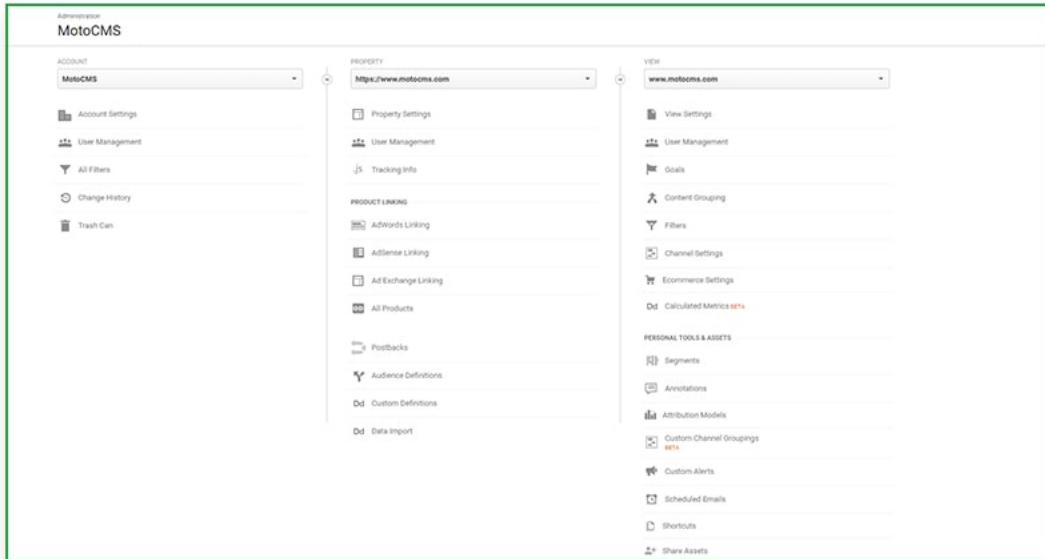 Administration
MotoCMS
ACCOUNT
MotoCMS
Account Settings
User Management
All Filters
Change History
Trash Can
PROPERTY
https://www.motocms.com
Property Settings
User Management
.js Tracking Info
PRODUCT LINKING
AdWords Linking
AdSense Linking
Ad Exchange Linking
All Products
Postbacks
Audience Definitions
Dd Custom Definitions
Dd Data Import
VIEW
www.motocms.com
View Settings
User Management
Goals
Content Grouping
Filters
Channel Settings
Ecommerce Settings
Dd Calculated Metrics BETA
PERSONAL TOOLS & ASSETS
Segments
Annotations
Attribution Models
Custom Channel Groupings
BETA
Custom Alerts
Scheduled Emails
Shortcuts
Share Assets